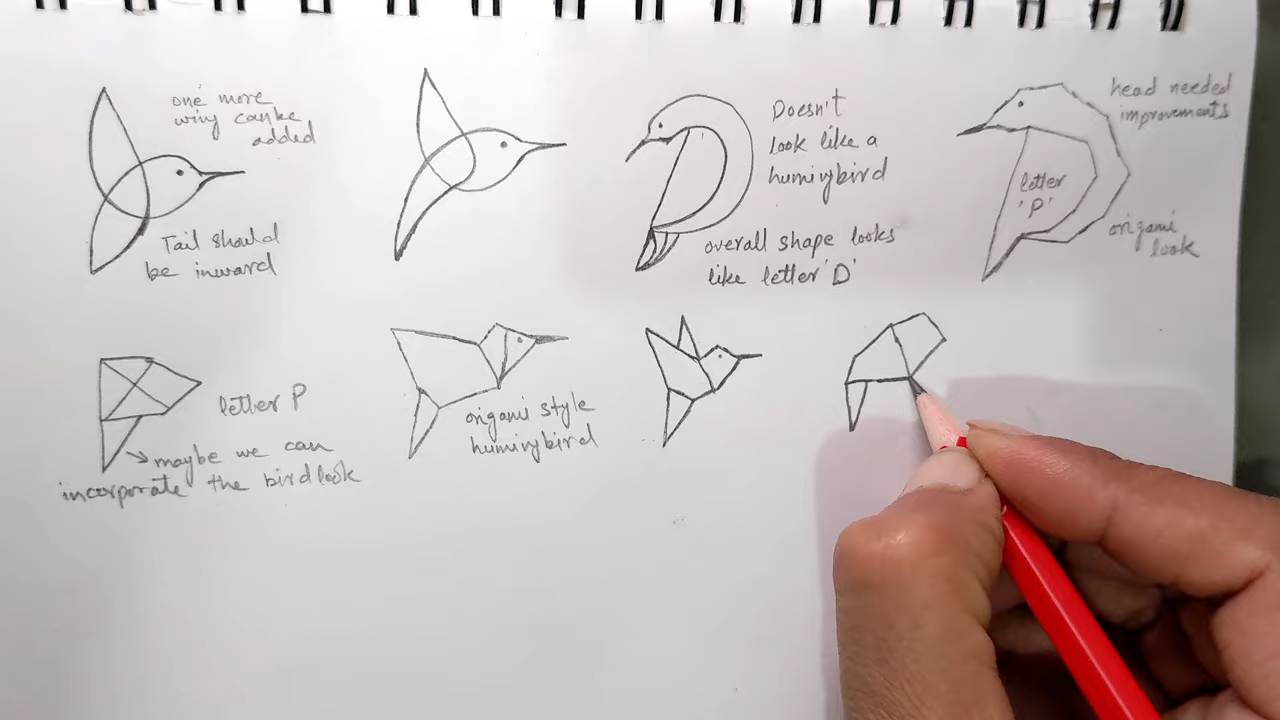 one more
wing can be
added
Tail should
be inward
Doesn't
look like a
humingbird
overall shape looks
like letter 'D'
head needed
improvements
letter
'P'
origami
look
letter P
maybe we can
incorporate the bird look
origami style
humingbird